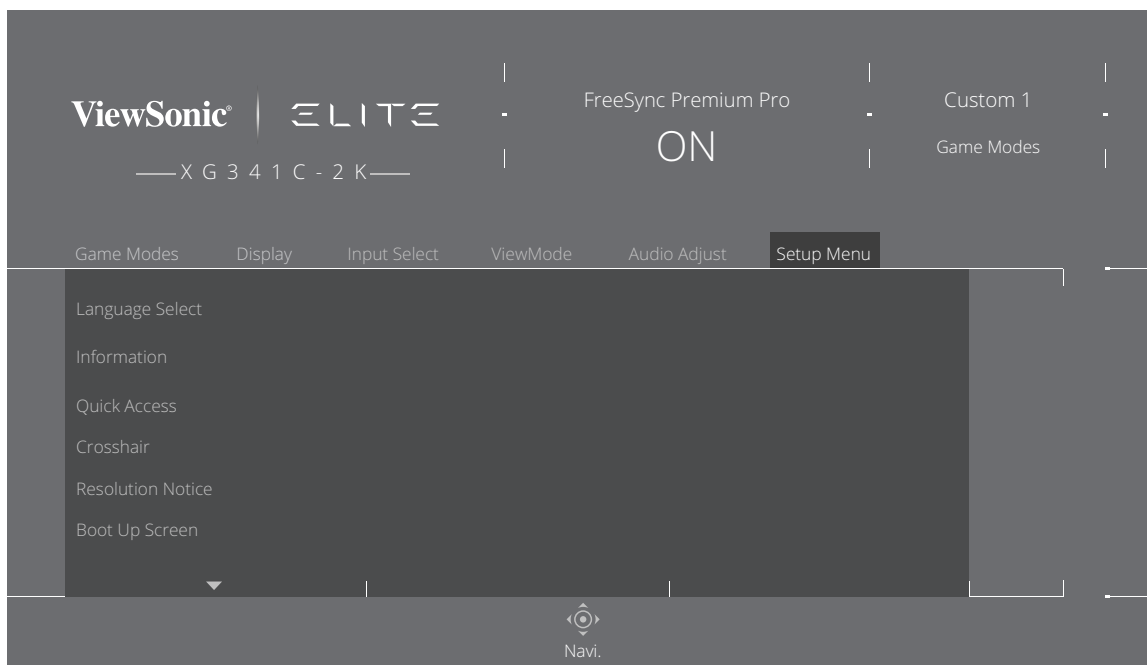 ViewSonic® ELITE
XG341C-2K
FreeSync Premium Pro
ON
Custom 1
Game Modes
Game Modes Display Input Select ViewMode Audio Adjust Setup Menu
Language Select
Information
Quick Access
Crosshair
Resolution Notice
Boot Up Screen
Navi.